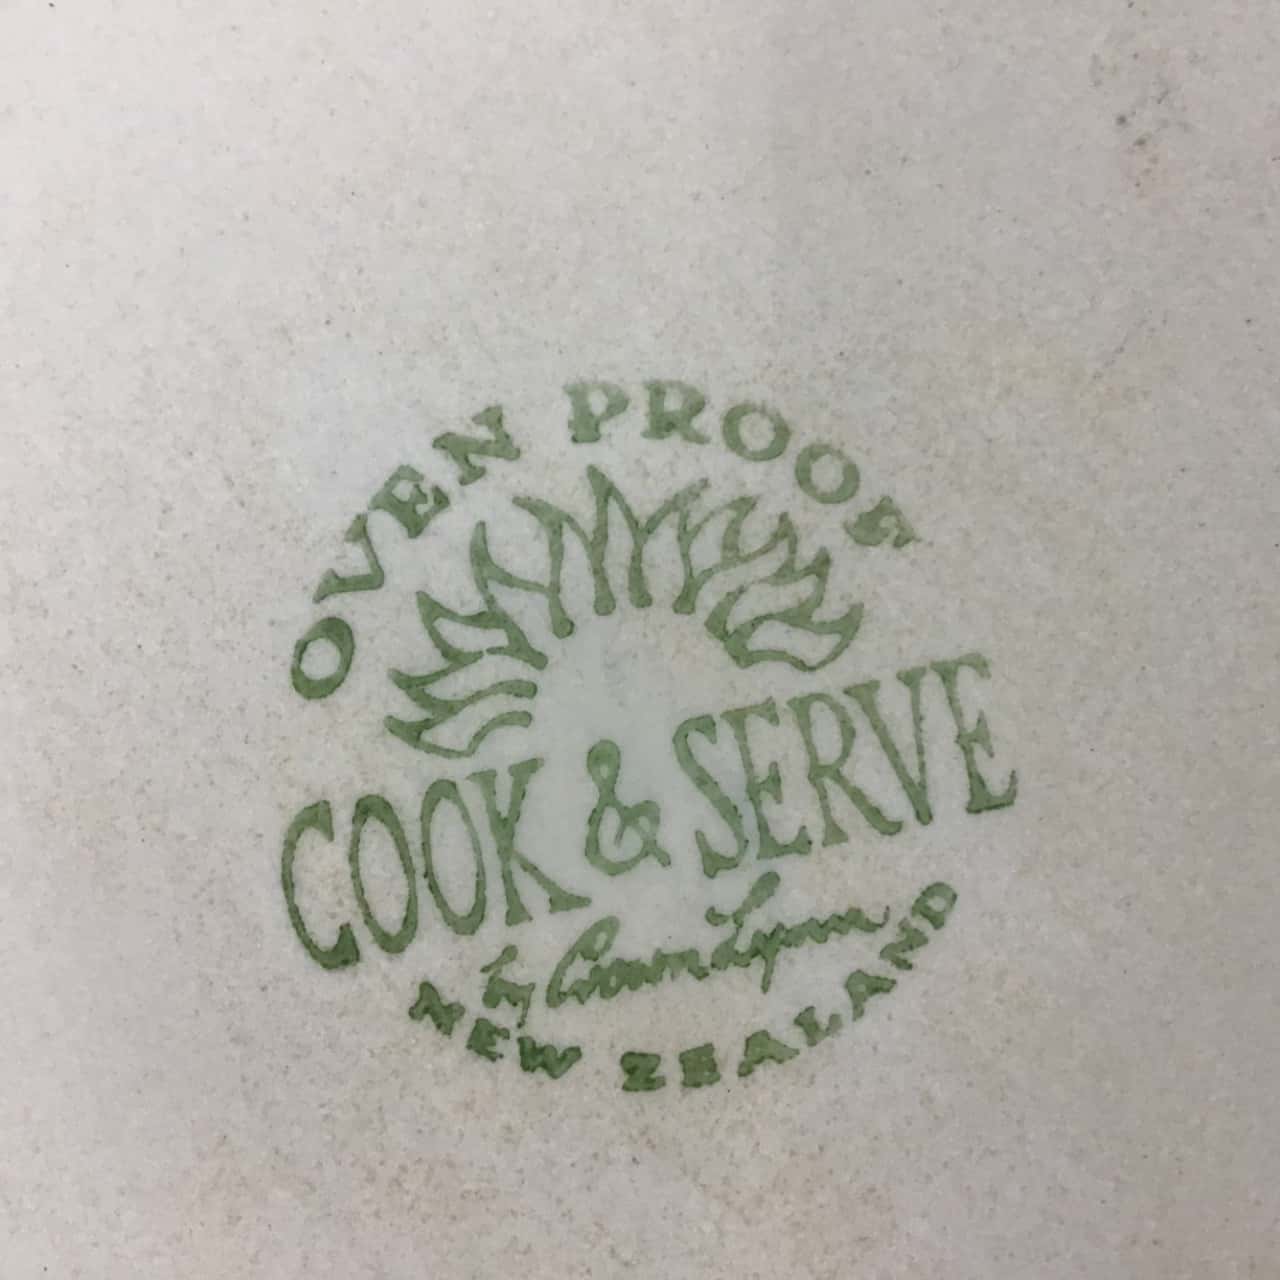 OVEN PROOF
COOK & SERVE
by Crown Lynn
NEW ZEALAND